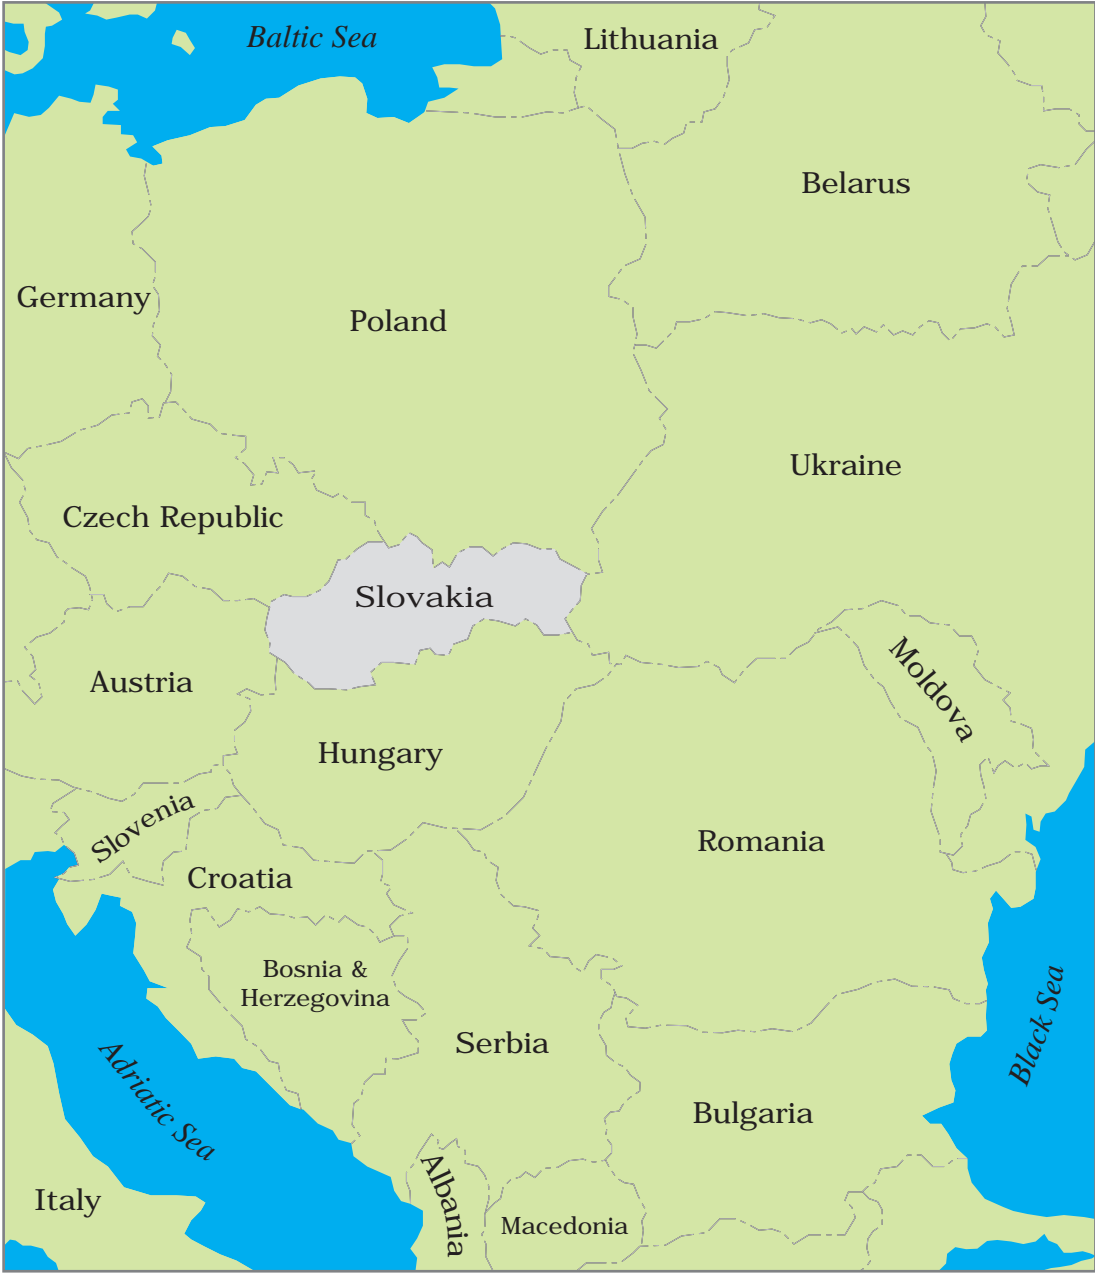 Baltic Sea
Lithuania
Belarus
Germany
Poland
Ukraine
Czech Republic
Slovakia
Moldova
Austria
Hungary
Slovenia
Romania
Croatia
Bosnia &
Herzegovina
Black Sea
Serbia
Adriatic Sea
Bulgaria
Albania
Italy
Macedonia